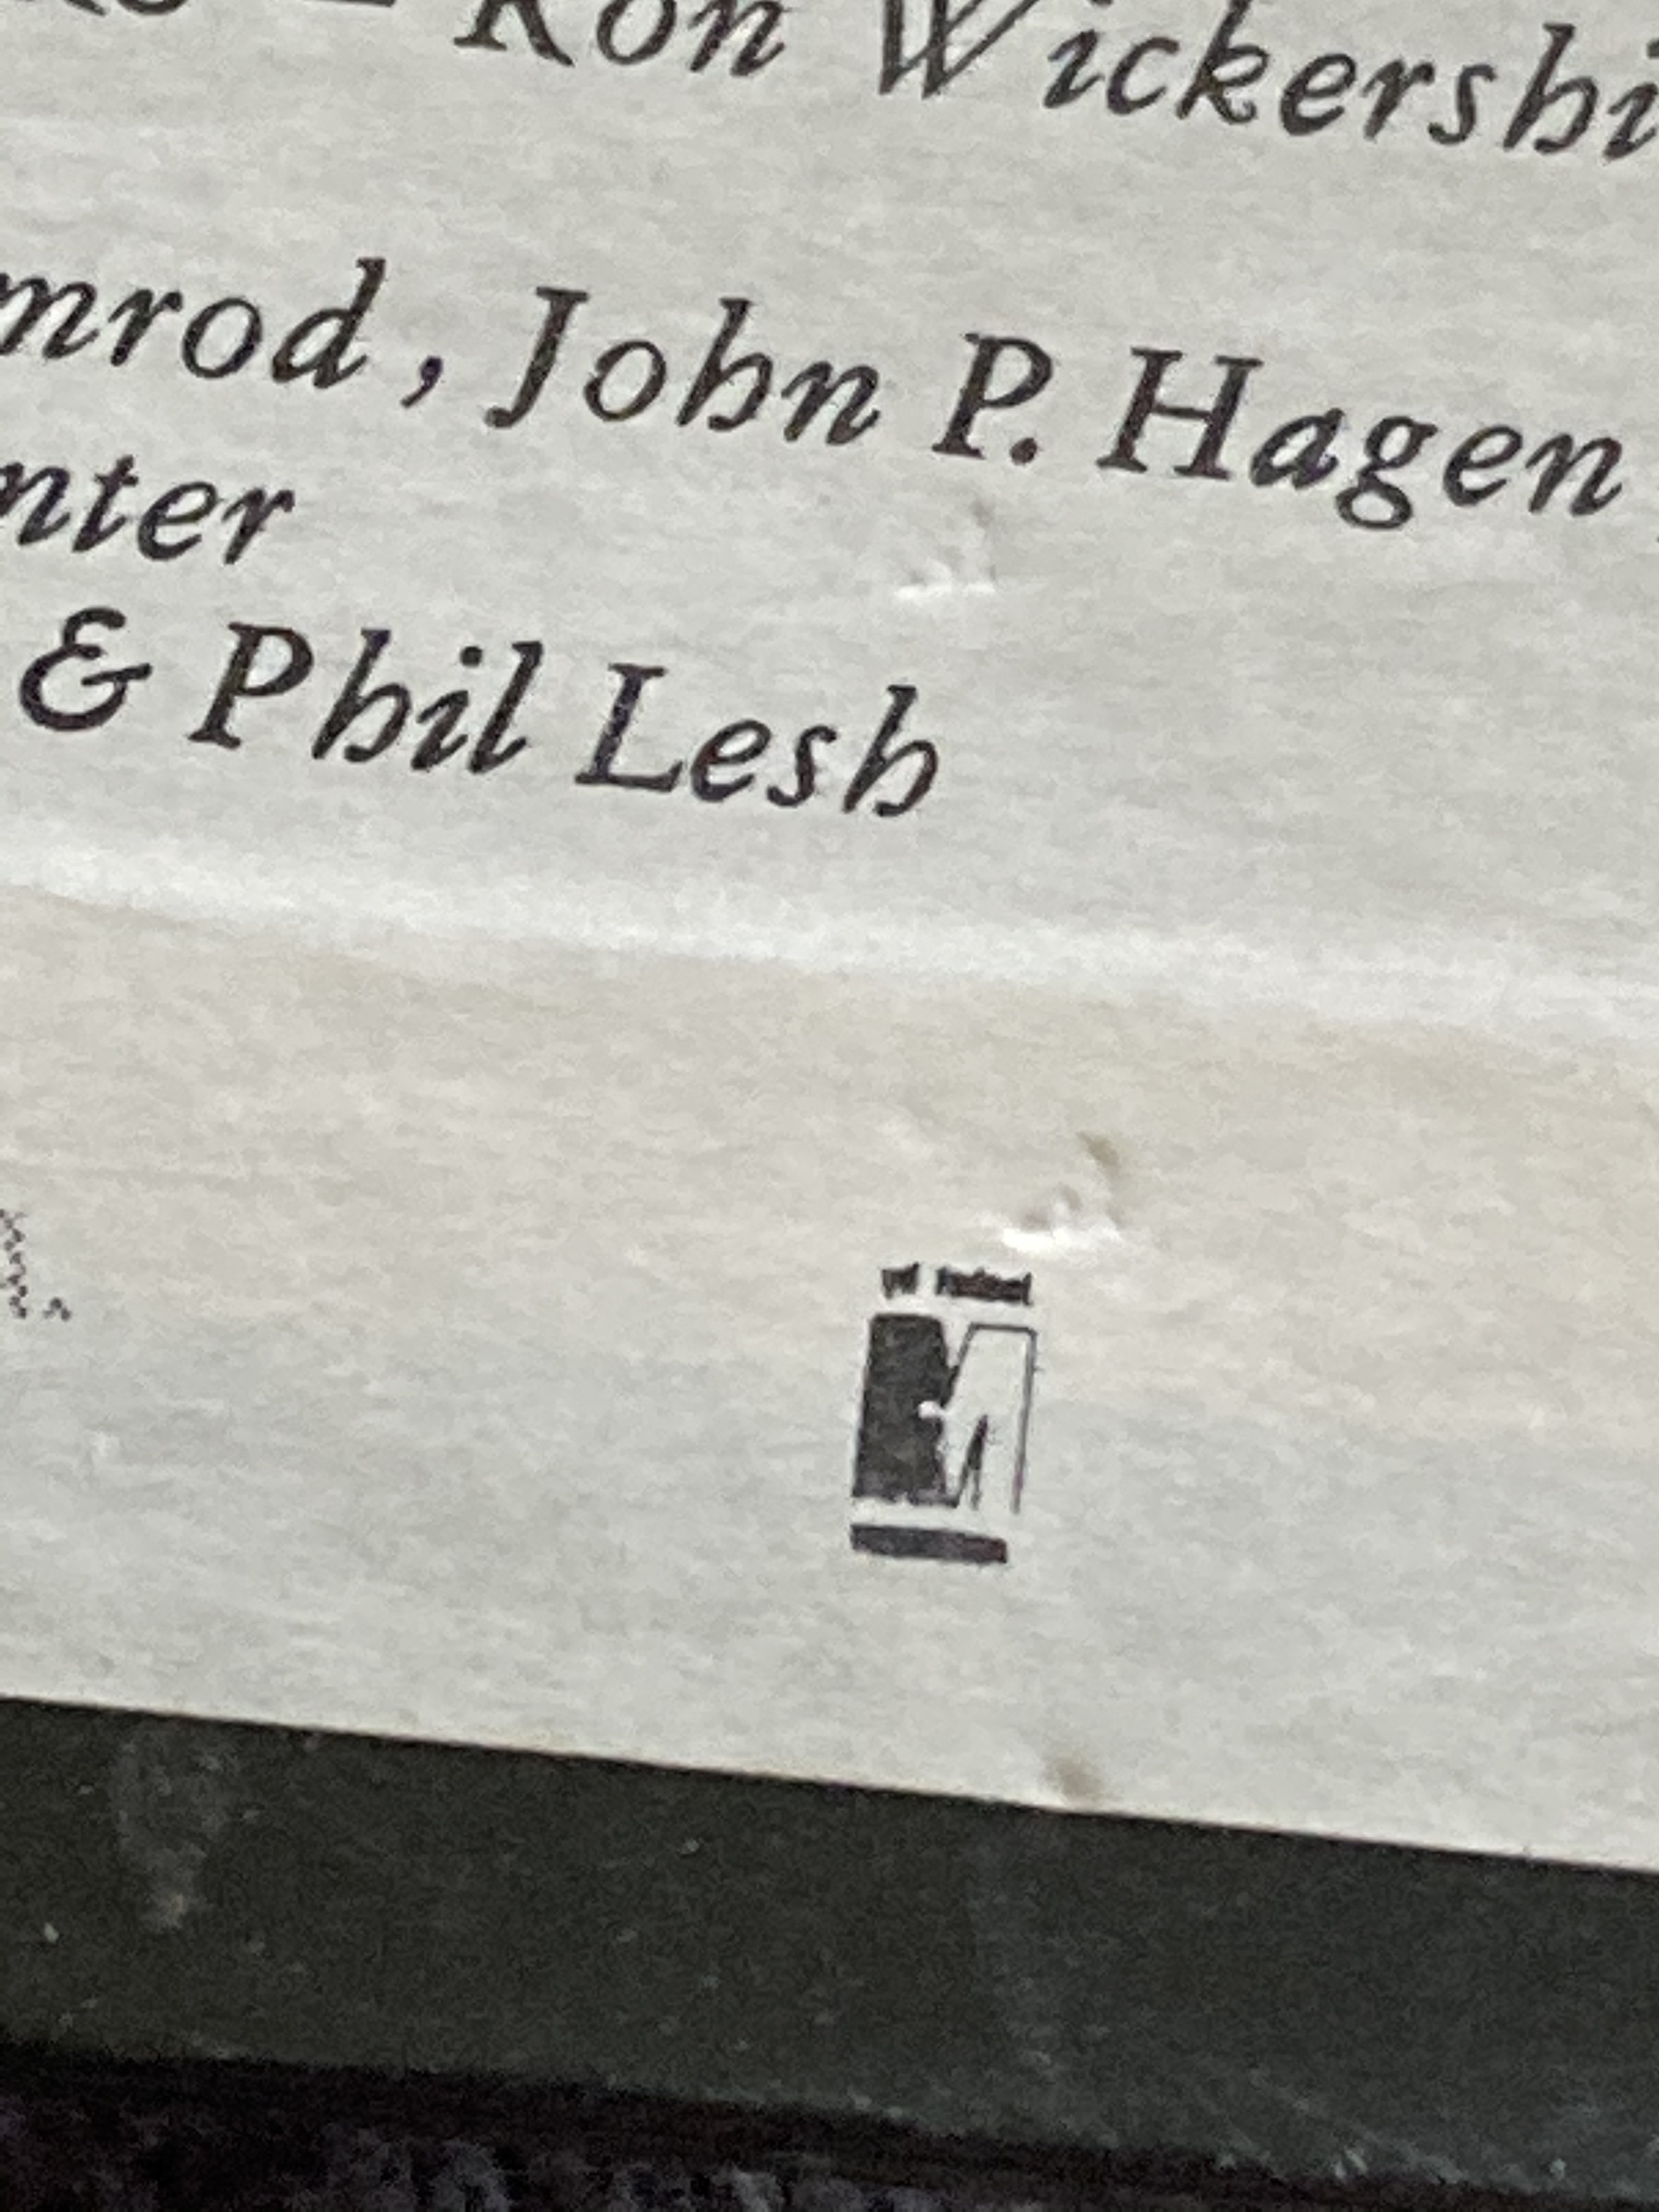 – Ron Wickershi
mrod, John P. Hagen
nter
& Phil Lesh